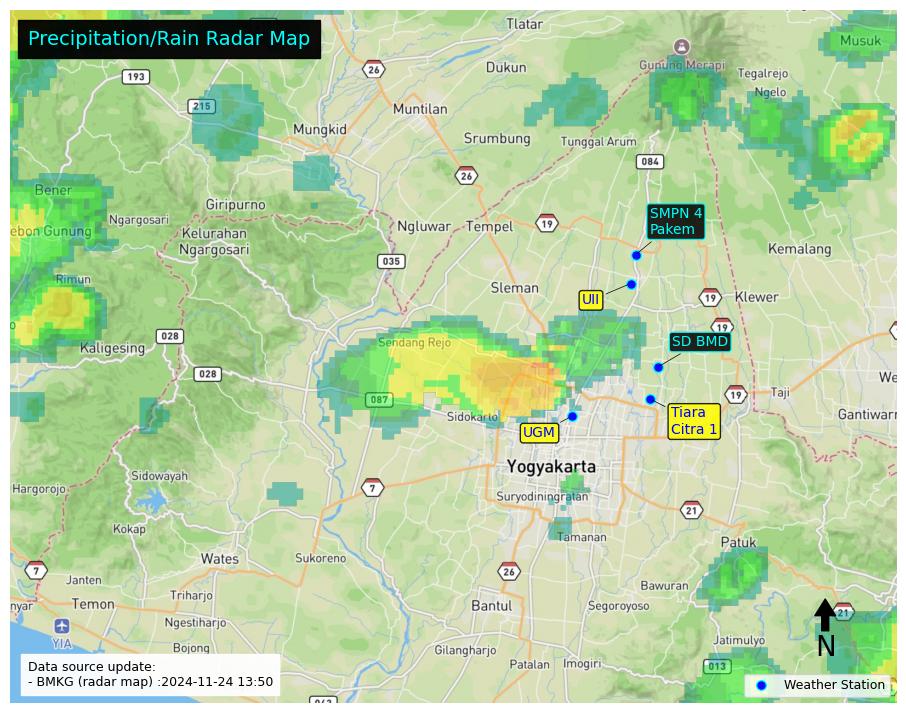 Precipitation/Rain Radar Map
Tlatar
Musuk
Gunung Merapi
26
Dukun
Tegalrejo
193
Ngelo
215
Muntilan
Mungkid
Srumbung
Tunggal Arum
084
26
Bener
Giripurno
SMPN 4
Pakem
Ngargosari
Ngluwar
Tempel
19
ebon Gunung
Kelurahan
Ngargosari
Kemalang
035
Rimun
Sleman
UII
19
Klewer
19
028
Sendang Rejo
SD BMD
Kaligesing
028
We
Taji
19
087
Sidokarto
Tiara
Citra 1
Gantiwarn
UGM
Yogyakarta
Sidowayah
Hargorojo
7
Suryodiningratan
21
Kokap
Tamanan
Patuk
Wates
Sukoreno
7
26
Janten
Bawuran
Triharjo
nyar
Temon
Bantul
Segoroyoso
21
Ngestiharjo
YIA
N
Jatimulyo
Bojong
Gilangharjo
Patalan
Imogiri
013
Data source update:
- BMKG (radar map) :2024-11-24 13:50
Weather Station